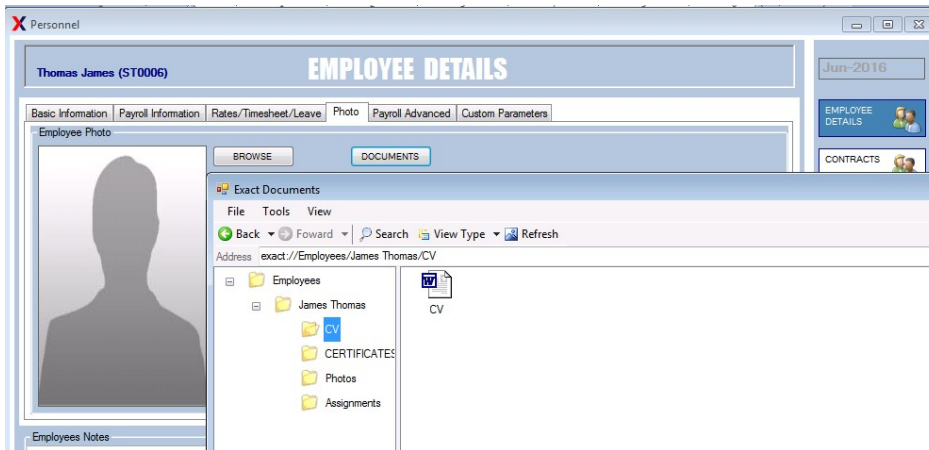 Personnel
Thomas James (ST0006)
EMPLOYEE DETAILS
Jun-2016
Basic Information Payroll Information Rates/Timesheet/Leave Photo Payroll Advanced Custom Parameters
EMPLOYEE
DETAILS
Employee Photo
BROWSE DOCUMENTS
CONTRACTS
Exact Documents
File Tools View
Back Foward Search View Type Refresh
Address exact://Employees/James Thomas/CV
Employees
James Thomas
CV
CERTIFICATES
Photos
Assignments
CV
Employees Notes